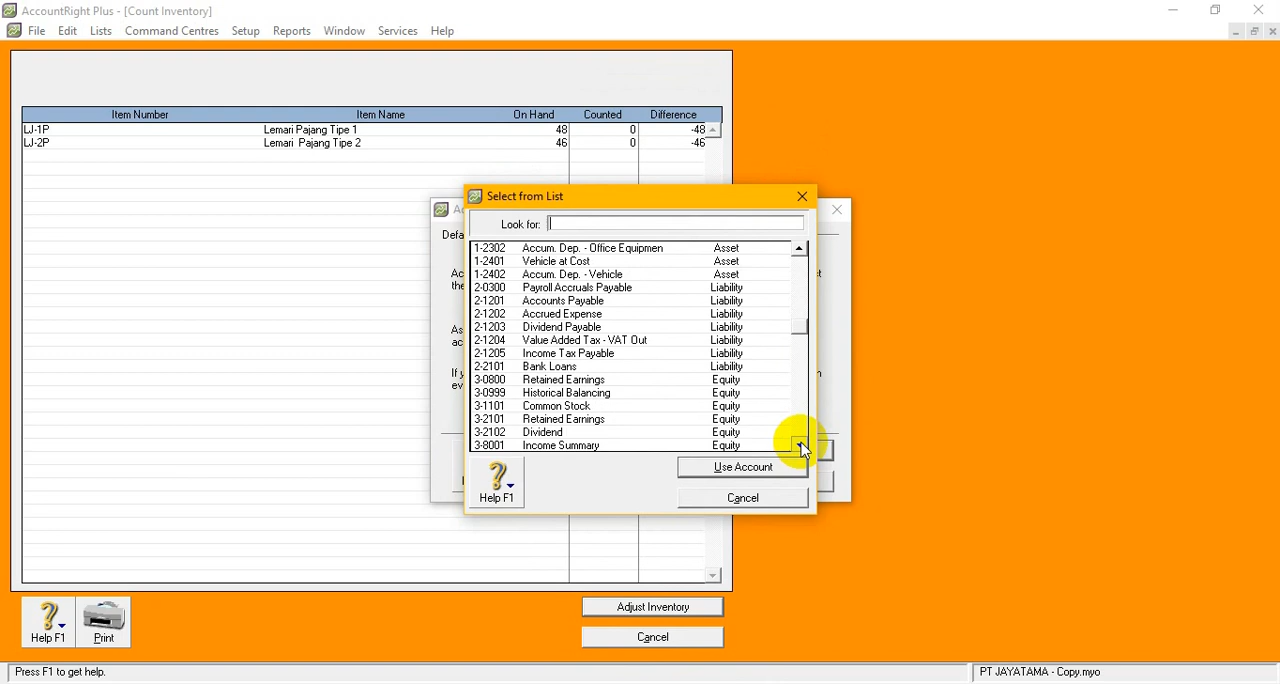 AccountRight Plus - [Count Inventory]
File Edit Lists Command Centres Setup Reports Window Services Help
Item Number Item Name On Hand Counted Difference
LJ-1P Lemari Pajang Tipe 1 48 0 -48
LJ-2P Lemari Pajang Tipe 2 46 0 -46
Select from List
Look for:
1-2302 Accum. Dep. - Office Equipmen Asset
1-2401 Vehicle at Cost Asset
1-2402 Accum. Dep. - Vehicle Asset
2-0300 Payroll Accruals Payable Liability
2-1201 Accounts Payable Liability
2-1202 Accrued Expense Liability
2-1203 Dividend Payable Liability
2-1204 Value Added Tax - VAT Out Liability
2-1205 Income Tax Payable Liability
2-2101 Bank Loans Liability
3-0800 Retained Earnings Equity
3-0999 Historical Balancing Equity
3-1101 Common Stock Equity
3-2101 Retained Earnings Equity
3-2102 Dividend Equity
3-8001 Income Summary Equity
Use Account
Help F1
Cancel
Adjust Inventory
Help F1
Print
Cancel
Press F1 to get help.
PT JAYATAMA - Copy.myo